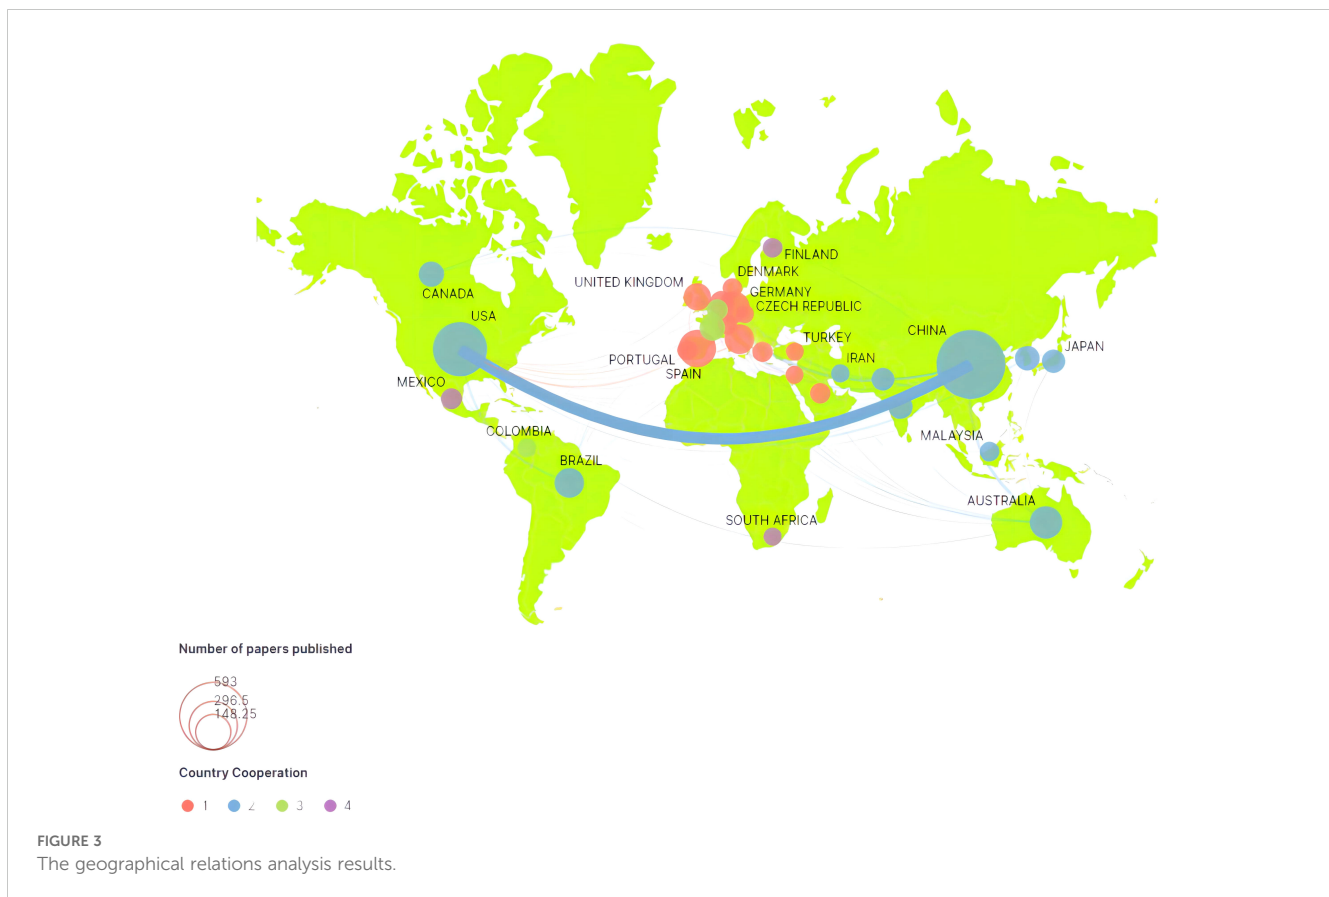 FINLAND
DENMARK
UNITED KINGDOM
GERMANY
CANADA
CZECH REPUBLIC
USA
CHINA
TURKEY
JAPAN
PORTUGAL
IRAN
SPAIN
MEXICO
COLOMBIA
MALAYSIA
BRAZIL
AUSTRALIA
SOUTH AFRICA
Number of papers published
593
296.5
148.25
Country Cooperation
1 2 3 4
FIGURE 3
The geographical relations analysis results.